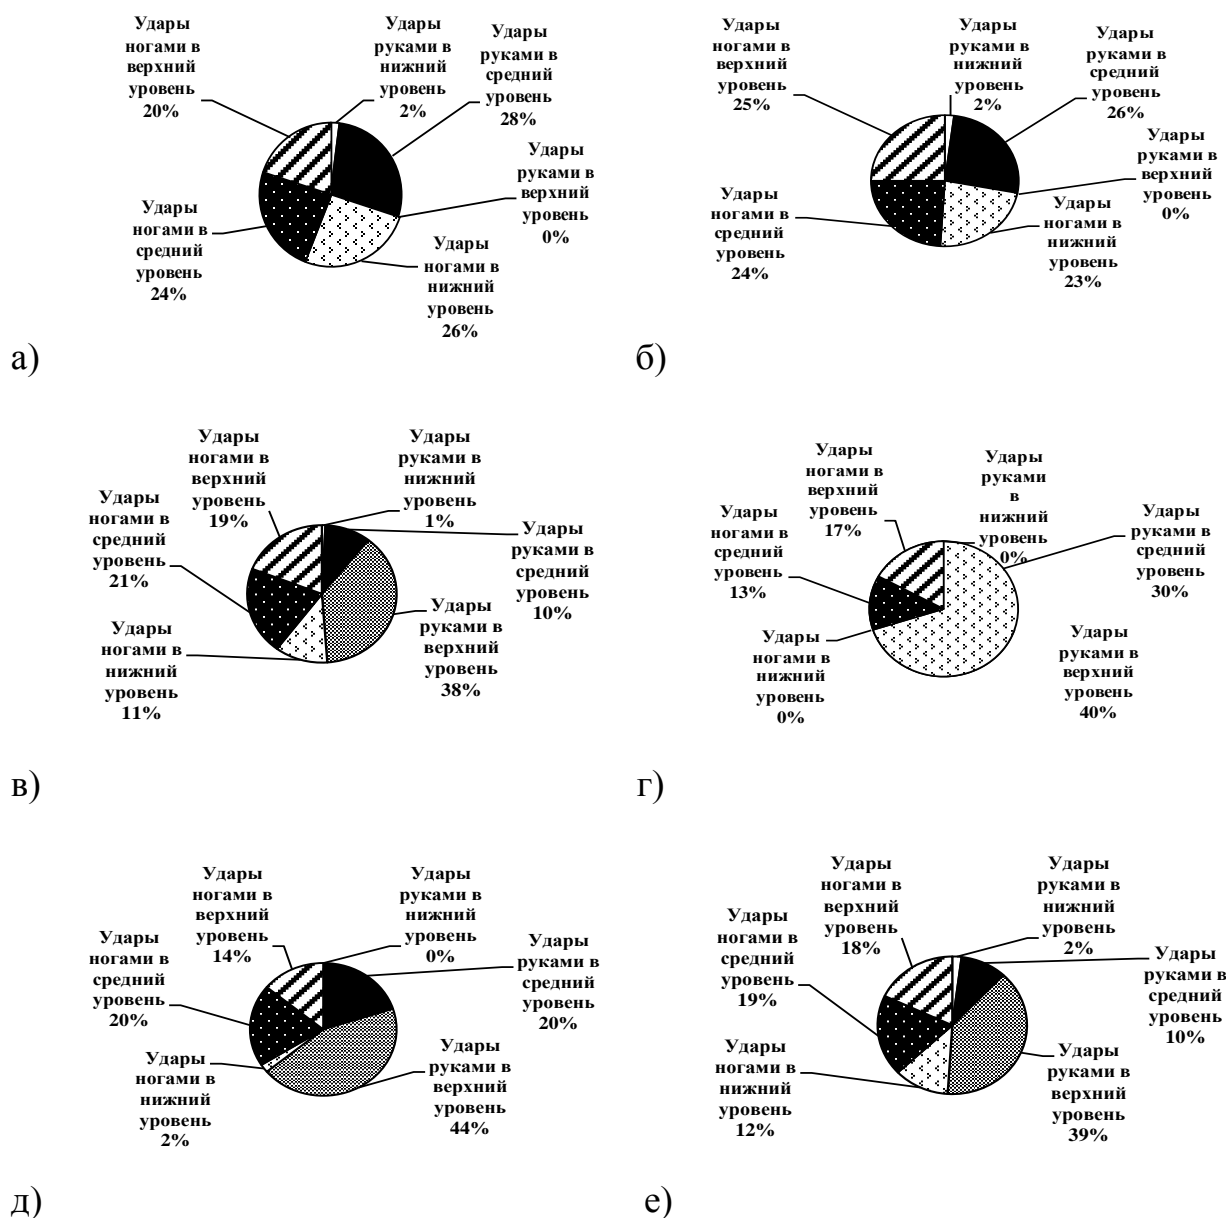 Удары
ногами в
верхний
уровень
20%
Удары
руками в
нижний
уровень
2%
Удары
руками в
средний
уровень
28%
Удары
руками в
верхний
уровень
0%
Удары
ногами в
нижний
уровень
26%
Удары
ногами в
средний
уровень
24%
а)
Удары
ногами в
верхний
уровень
25%
Удары
руками в
нижний
уровень
2%
Удары
руками в
средний
уровень
26%
Удары
руками в
верхний
уровень
0%
Удары
ногами в
нижний
уровень
23%
Удары
ногами в
средний
уровень
24%
б)
Удары
ногами в
верхний
уровень
19%
Удары
руками в
нижний
уровень
1%
Удары
руками в
средний
уровень
10%
Удары
руками в
верхний
уровень
38%
Удары
ногами в
нижний
уровень
11%
Удары
ногами в
средний
уровень
21%
в)
Удары
ногами в
верхний
уровень
17%
Удары
руками
в
нижний
уровень
0%
Удары
руками в
средний
уровень
30%
Удары
руками в
верхний
уровень
40%
Удары
ногами в
нижний
уровень
0%
Удары
ногами в
средний
уровень
13%
г)
Удары
ногами в
верхний
уровень
14%
Удары
руками в
нижний
уровень
0%
Удары
руками в
средний
уровень
20%
Удары
руками в
верхний
уровень
44%
Удары
ногами в
нижний
уровень
2%
Удары
ногами в
средний
уровень
20%
д)
Удары
ногами в
верхний
уровень
18%
Удары
руками в
нижний
уровень
2%
Удары
руками в
средний
уровень
10%
Удары
руками в
верхний
уровень
39%
Удары
ногами в
нижний
уровень
12%
Удары
ногами в
средний
уровень
19%
е)